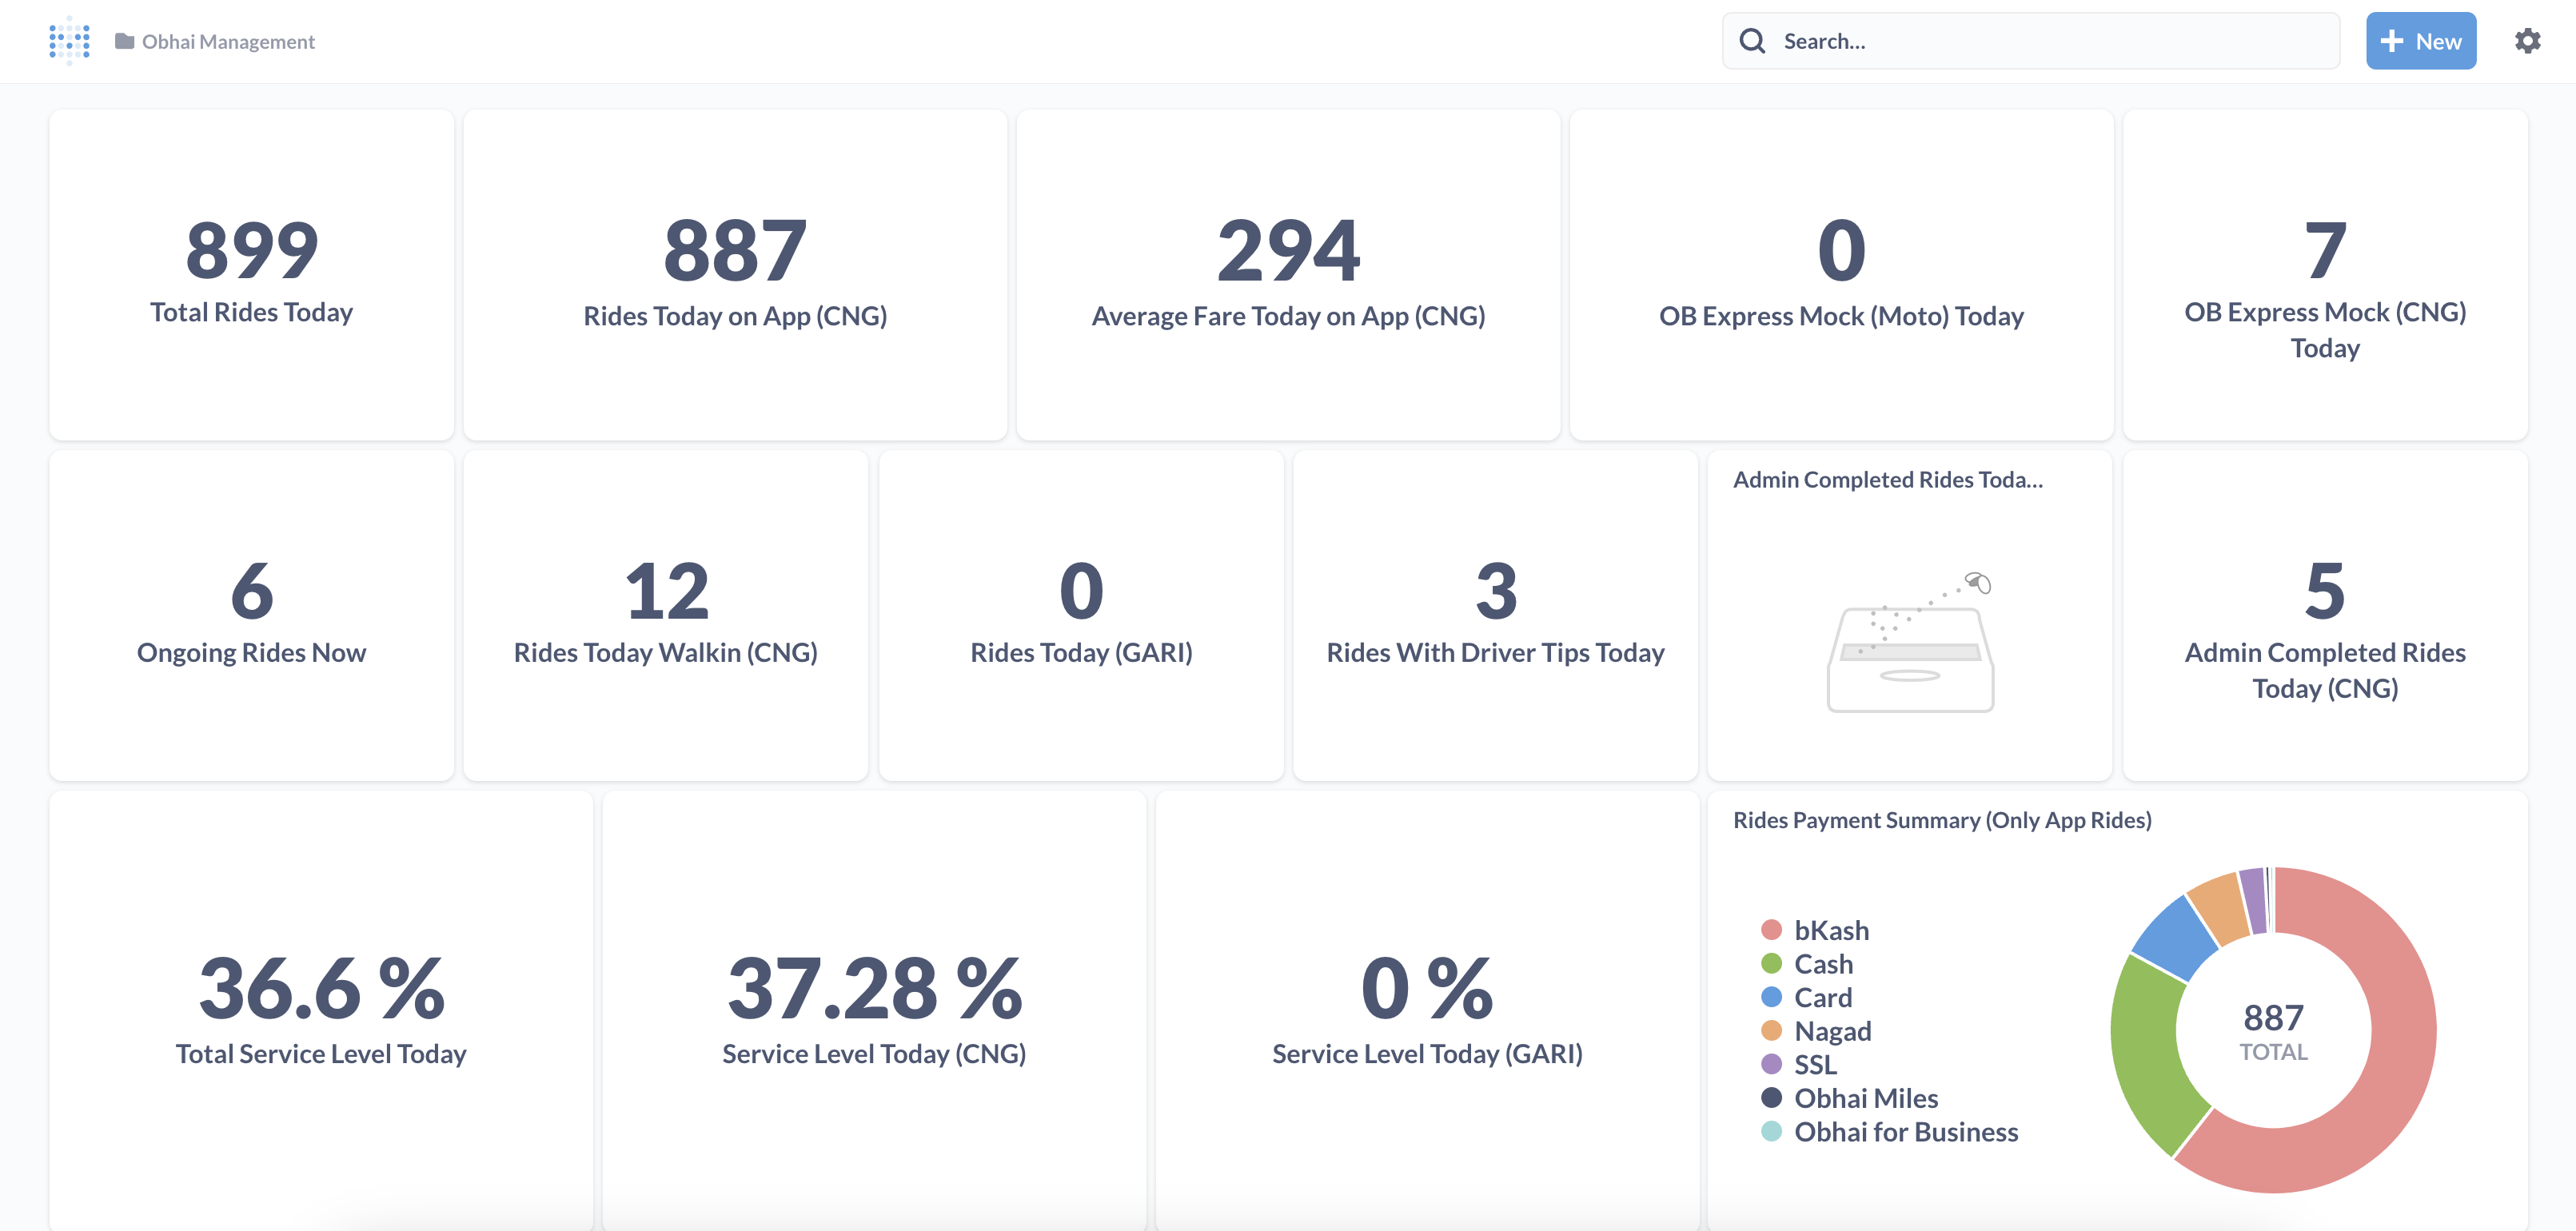 Obhai Management
Search...
New
899
Total Rides Today
887
Rides Today on App (CNG)
294
Average Fare Today on App (CNG)
0
OB Express Mock (Moto) Today
7
OB Express Mock (CNG)
Today
6
Ongoing Rides Now
12
Rides Today Walkin (CNG)
0
Rides Today (GARI)
3
Rides With Driver Tips Today
Admin Completed Rides Toda...
5
Admin Completed Rides
Today (CNG)
36.6 %
Total Service Level Today
37.28 %
Service Level Today (CNG)
0 %
Service Level Today (GARI)
Rides Payment Summary (Only App Rides)
bKash
Cash
Card
Nagad
SSL
Obhai Miles
Obhai for Business
887
TOTAL